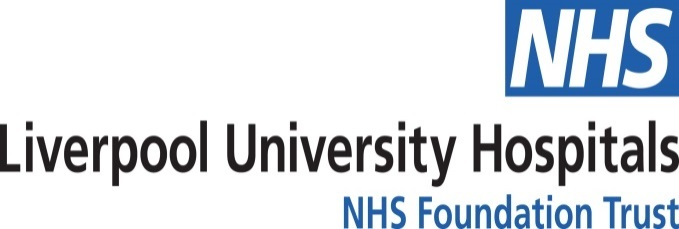 NHS
Liverpool University Hospitals
NHS Foundation Trust